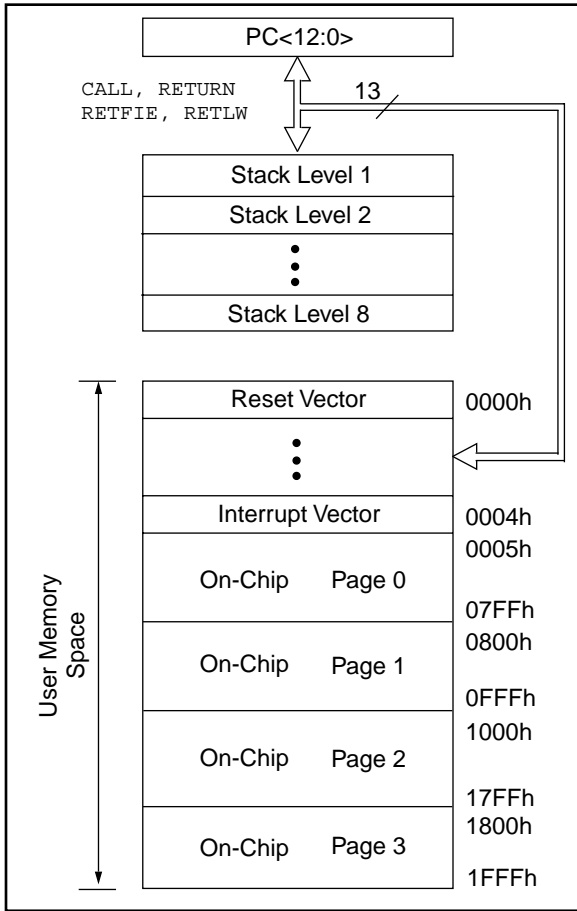 PC<12:0>
CALL, RETURN
RETFIE, RETLW
13
Stack Level 1
Stack Level 2
Stack Level 8
User Memory
Space
Reset Vector 0000h
Interrupt Vector 0004h
0005h
On-Chip Page 0
07FFh
0800h
On-Chip Page 1
0FFFh
1000h
On-Chip Page 2
17FFh
1800h
On-Chip Page 3
1FFFh